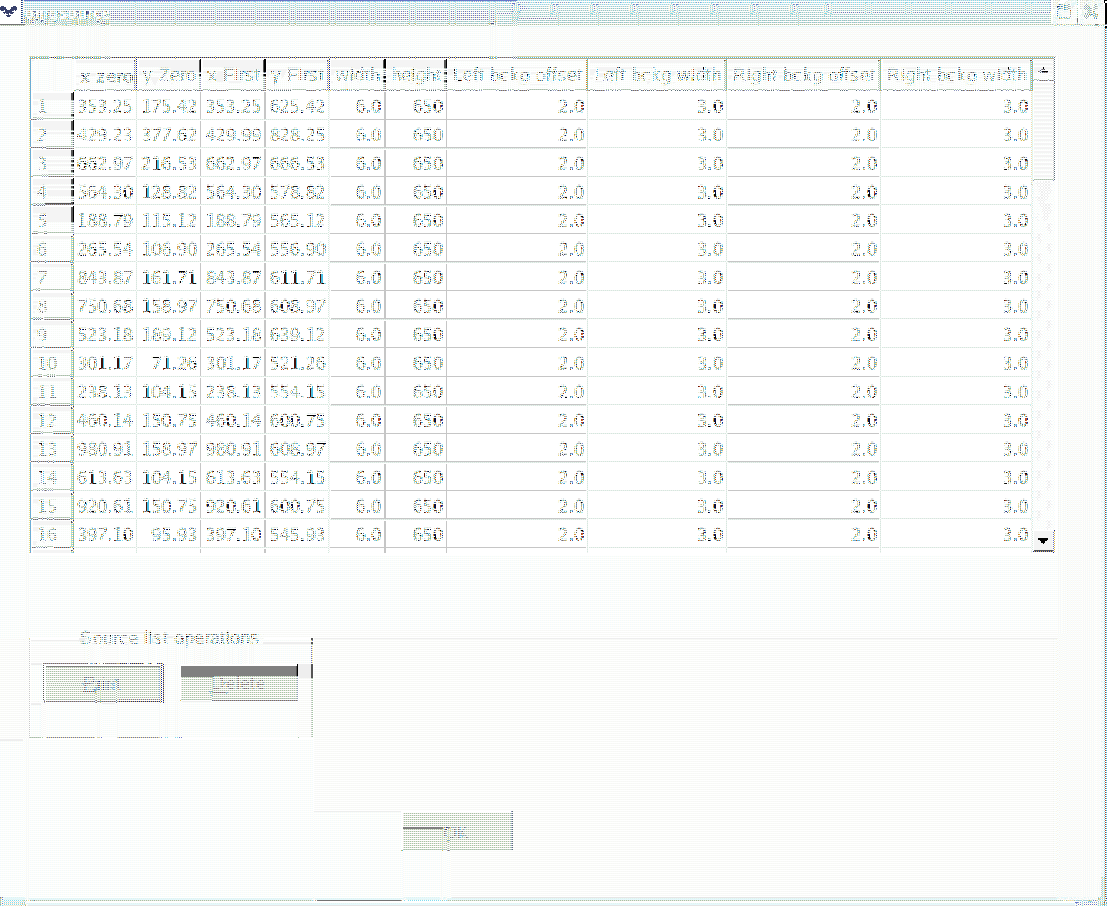 x zero y Zero x First y First width height Left bckg offset Left bckg width Right bckg offset Right bckg width
1 353.25 175.42 353.25 625.42 6.0 650 2.0 3.0 2.0 3.0
2 429.23 377.62 429.99 828.25 6.0 650 2.0 3.0 2.0 3.0
3 662.97 216.53 662.97 666.53 6.0 650 2.0 3.0 2.0 3.0
4 564.30 128.82 564.30 578.82 6.0 650 2.0 3.0 2.0 3.0
5 188.79 115.12 188.79 565.12 6.0 650 2.0 3.0 2.0 3.0
6 265.54 106.90 265.54 556.90 6.0 650 2.0 3.0 2.0 3.0
7 843.87 161.71 843.87 611.71 6.0 650 2.0 3.0 2.0 3.0
8 750.68 158.97 750.68 608.97 6.0 650 2.0 3.0 2.0 3.0
9 523.18 189.12 523.18 639.12 6.0 650 2.0 3.0 2.0 3.0
10 301.17 71.26 301.17 521.26 6.0 650 2.0 3.0 2.0 3.0
11 238.13 104.15 238.13 554.15 6.0 650 2.0 3.0 2.0 3.0
12 460.14 150.75 460.14 600.75 6.0 650 2.0 3.0 2.0 3.0
13 980.91 158.97 980.91 608.97 6.0 650 2.0 3.0 2.0 3.0
14 613.63 104.15 613.63 554.15 6.0 650 2.0 3.0 2.0 3.0
15 920.61 150.75 920.61 600.75 6.0 650 2.0 3.0 2.0 3.0
16 397.10 95.93 397.10 545.93 6.0 650 2.0 3.0 2.0 3.0
Source list operations
Delete
OK